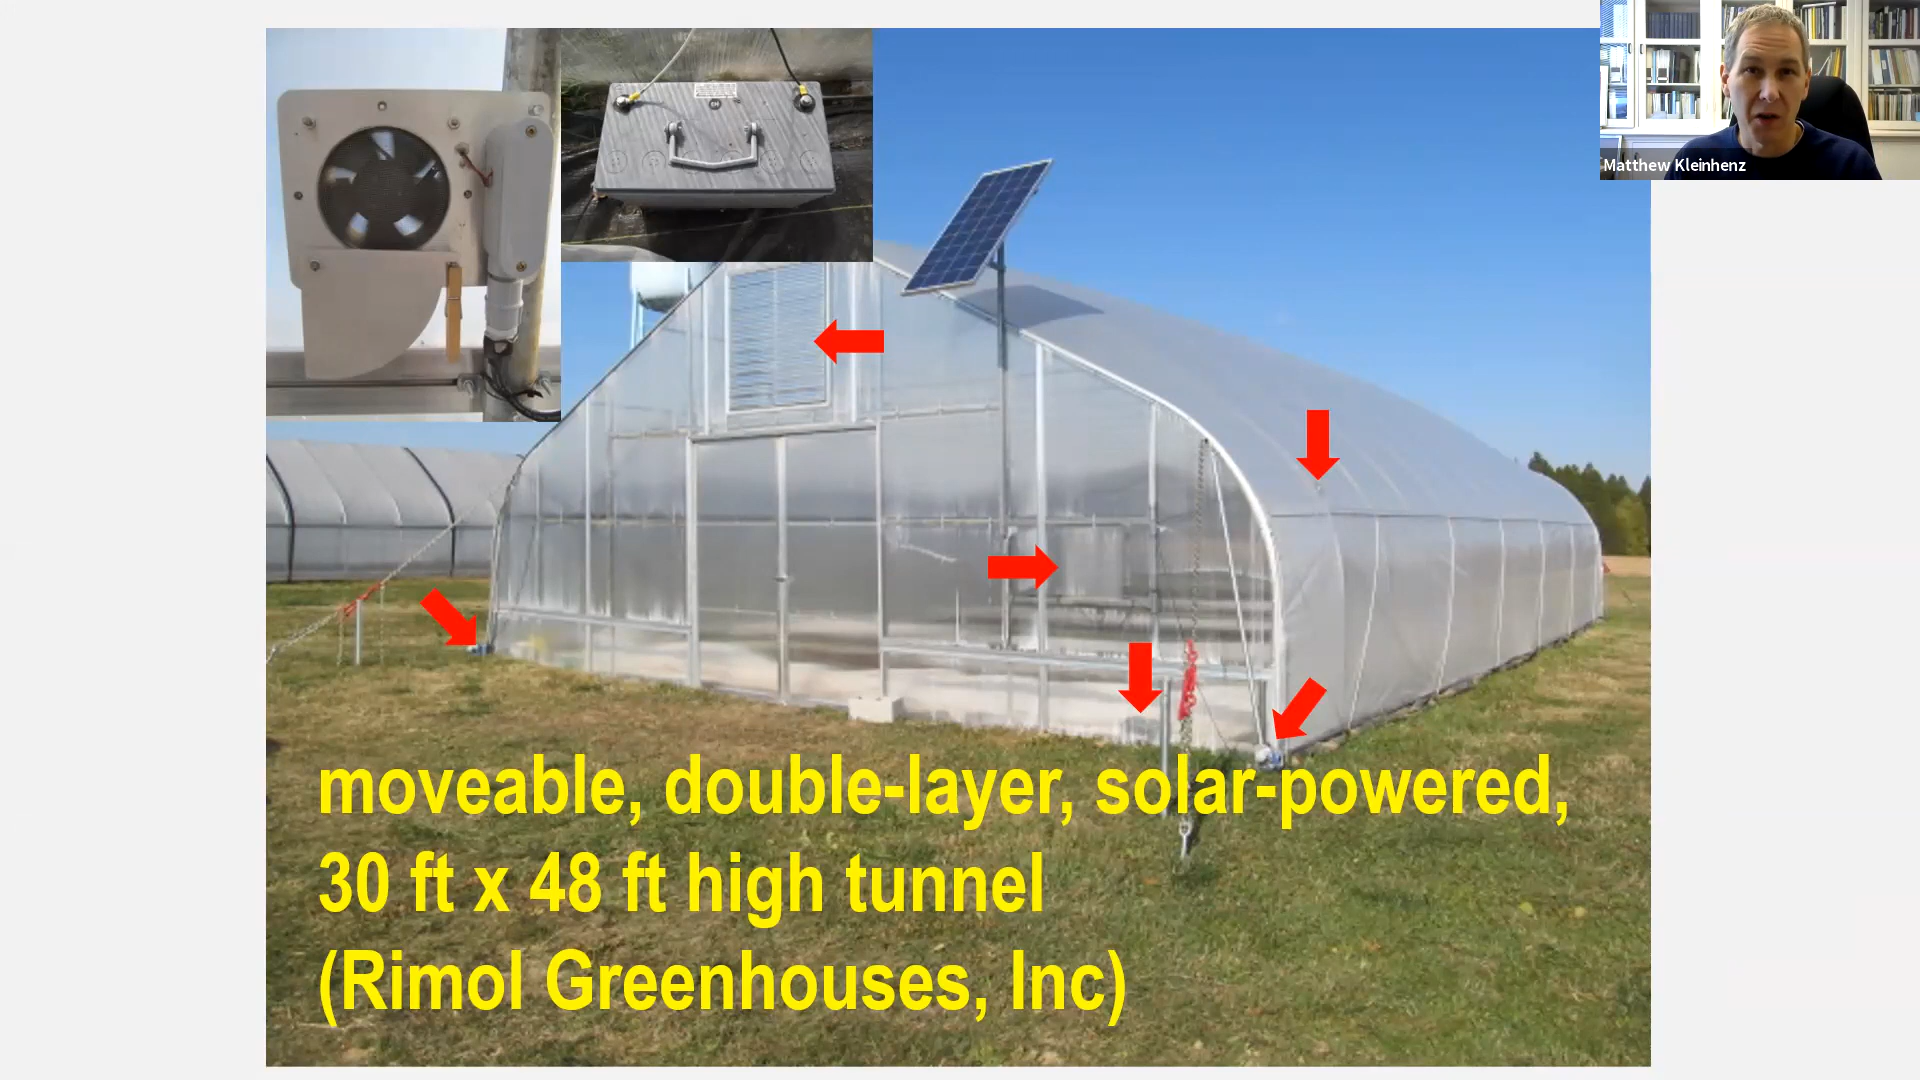 Matthew Kleinhenz
moveable, double-layer, solar-powered,
30 ft x 48 ft high tunnel
(Rimol Greenhouses, Inc)